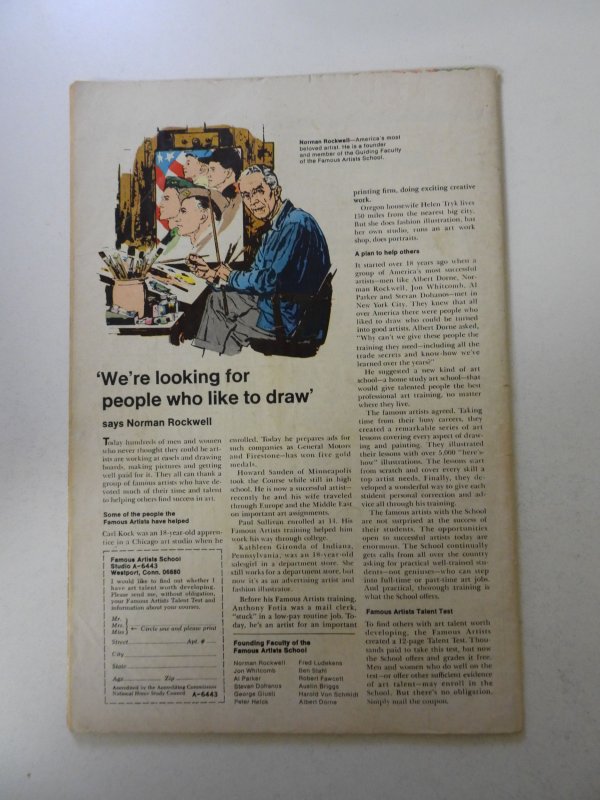 Norman Rockwell—America's most
beloved artist. He is a founder
and member of the Guiding Faculty
of the Famous Artists School.
'We're looking for
people who like to draw'
says Norman Rockwell
Today hundreds of men and women
who never thought they could be art-
ists are working at easels and drawing
boards, making pictures and getting
well paid for it. They all can thank a
group of famous artists who have de-
voted much of their time and talent
to helping others find success in art.
Some of the people the
Famous Artists have helped
Carl Kock was an 18-year-old appren-
tice in a Chicago art studio when he
Famous Artists School
Studio A-6443
Westport, Conn. 06880
I would like to find out whether I
have art talent worth developing.
Please send me, without obligation,
your Famous Artists Talent Test and
information about your courses.
Mr.
Mrs.
Miss
Circle one and please print
Street Apt. #
City
State
Age Zip
Accredited by the Accrediting Commission
National Home Study Council A-6443
enrolled. Today he prepares ads for
such companies as General Motors
and Firestone—has won five gold
medals.
Howard Sanden of Minneapolis
took the Course while still in high
school. He is now a successful artist—
recently he and his wife traveled
through Europe and the Middle East
on important art assignments.
Paul Sullivan enrolled at 14. His
Famous Artists training helped him
work his way through college.
Kathleen Gironda of Indiana,
Pennsylvania, was an 18-year-old
salesgirl in a department store. She
still works for a department store, but
now it's as an advertising artist and
fashion illustrator.
Before his Famous Artists training,
Anthony Fotia was a mail clerk,
"stuck" in a low-pay routine job. To-
day, he's an artist for an important
Founding Faculty of the
Famous Artists School
Norman Rockwell
Jon Whitcomb
Al Parker
Stevan Dohanos
George Giusti
Peter Helck
Fred Ludekens
Ben Stahl
Robert Fawcett
Austin Briggs
Harold Von Schmidt
Albert Dorne
printing firm, doing exciting creative
work.
Oregon housewife Helen Tryk lives
150 miles from the nearest big city.
But she does fashion illustration, has
her own studio, runs an art work
shop, does portraits.
A plan to help others
It started over 18 years ago when a
group of America's most successful
artists—men like Albert Dorne, Nor-
man Rockwell, Jon Whitcomb, Al
Parker and Stevan Dohanos—met in
New York City. They knew that all
over America there were people who
liked to draw who could be turned
into good artists. Albert Dorne asked,
"Why can't we give these people the
training they need—including all the
trade secrets and know-how we've
learned over the years?"
He suggested a new kind of art
school—a home study art school—that
would give talented people the best
professional art training, no matter
where they live.
The famous artists agreed. Taking
time from their busy careers, they
created a remarkable series of art
lessons covering every aspect of draw-
ing and painting. They illustrated
their lessons with over 5,000 "here's-
how" illustrations. The lessons start
from scratch and cover every skill a
top artist needs. Finally, they de-
veloped a wonderful way to give each
student personal correction and ad-
vice all through his training.
The famous artists with the School
are not surprised at the success of
their students. The opportunities
open to successful artists today are
enormous. The School continually
gets calls from all over the country
asking for practical well-trained stu-
dents—not geniuses—who can step
into full-time or part-time art jobs.
And practical, thorough training is
what the School offers.
Famous Artists Talent Test
To find others with art talent worth
developing, the Famous Artists
created a 12-page Talent Test. Thou-
sands paid to take this test, but now
the School offers and grades it free.
Men and women who do well on the
test—or offer other sufficient evidence
of art talent—may enroll in the
School. But there's no obligation.
Simply mail the coupon.